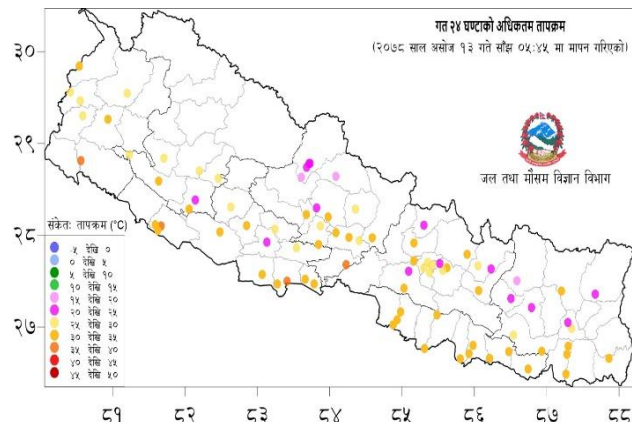 गत २४ घण्टाको अधिकतम तापक्रम
(२०७८ साल असोज १३ गते साँझ ०५:४५ मा मापन गरिएको)
जल तथा मौसम विज्ञान विभाग
३०
२९
२८
२७
संकेतः तापक्रम (°C)
-५ देखि ०
० देखि ५
५ देखि १०
१० देखि १५
१५ देखि २०
२० देखि २५
२५ देखि ३०
३० देखि ३५
३५ देखि ४०
४० देखि ४५
४५ देखि ५०
८१ ८२ ८३ ८४ ८५ ८६ ८७ ८८